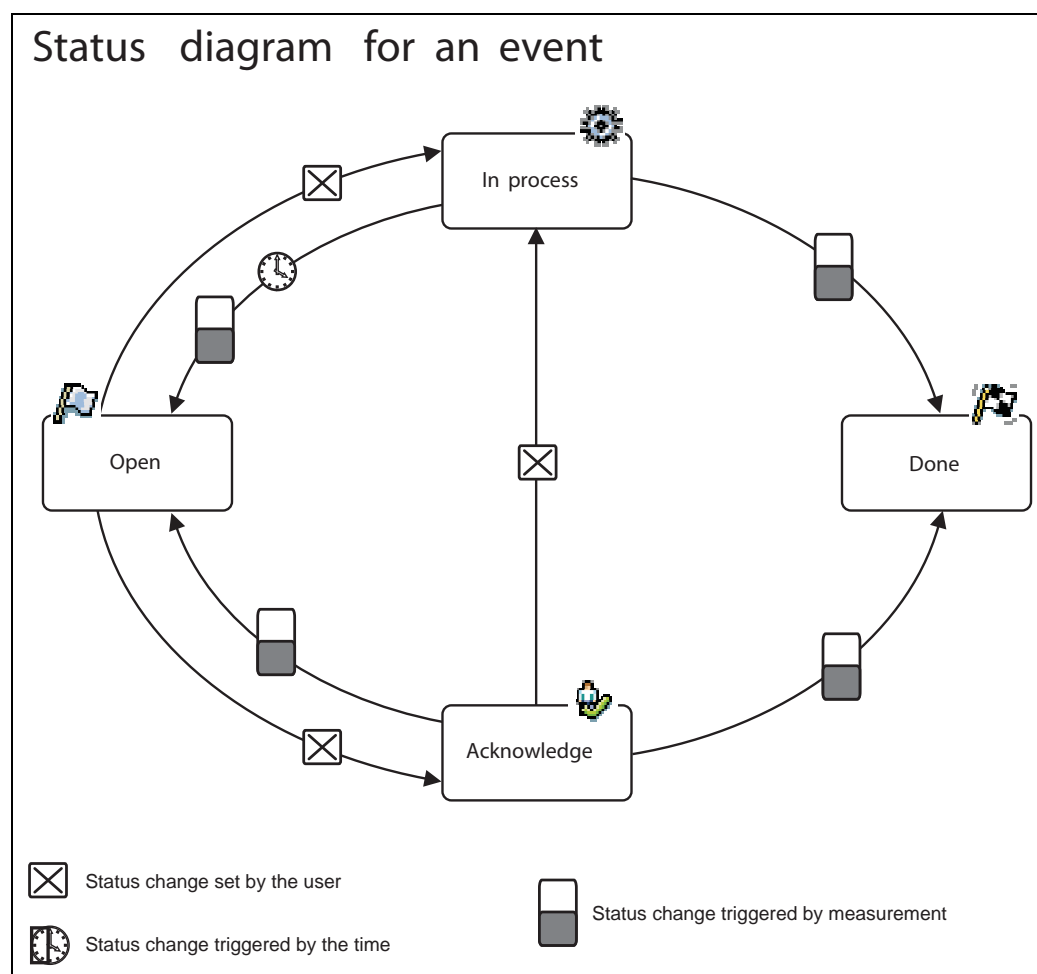 Status diagram for an event
In process
Open
Done
Acknowledge
Status change set by the user
Status change triggered by measurement
Status change triggered by the time